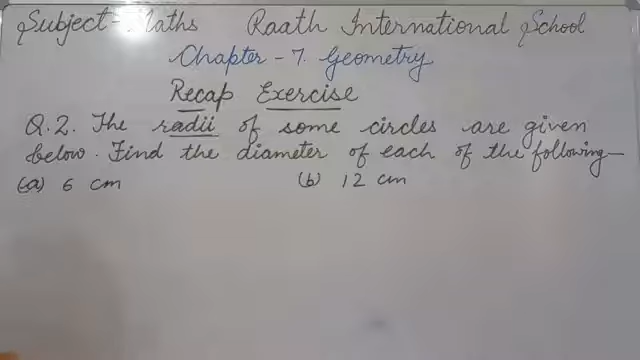 Subject- Maths Raath International School
Chapter - 7. Geometry
Recap Exercise
Q.2. The radii of some circles are given
below. Find the diameter of each of the following—
(a) 6 cm (b) 12 cm